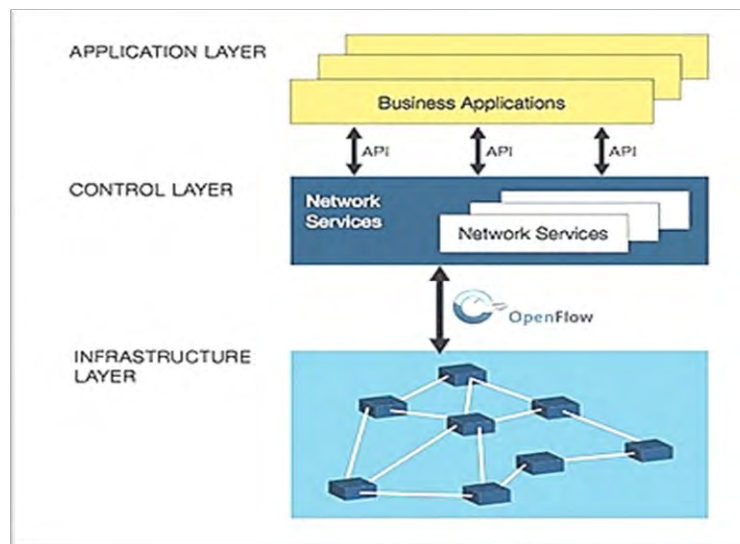 APPLICATION LAYER
Business Applications
API
API
API
CONTROL LAYER
Network
Services
Network Services
OpenFlow
INFRASTRUCTURE
LAYER